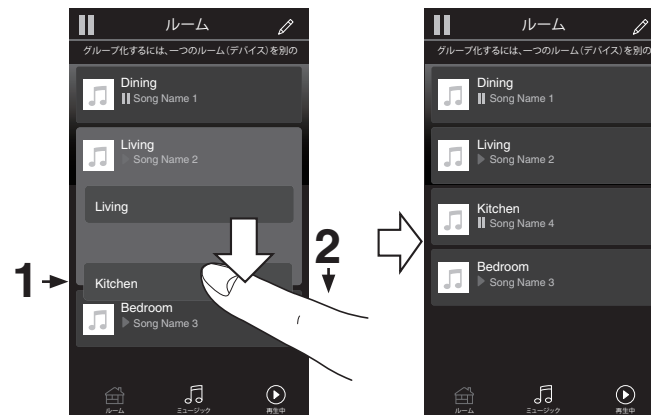 ルーム
グループ化するには、一つのルーム（デバイス）を別の
Dining
Song Name 1
Living
Song Name 2
Living
Kitchen
Bedroom
Song Name 3
ルーム
ミュージック
再生中
1
2
ルーム
グループ化するには、一つのルーム（デバイス）を別の
Dining
Song Name 1
Living
Song Name 2
Kitchen
Song Name 4
Bedroom
Song Name 3
ルーム
ミュージック
再生中